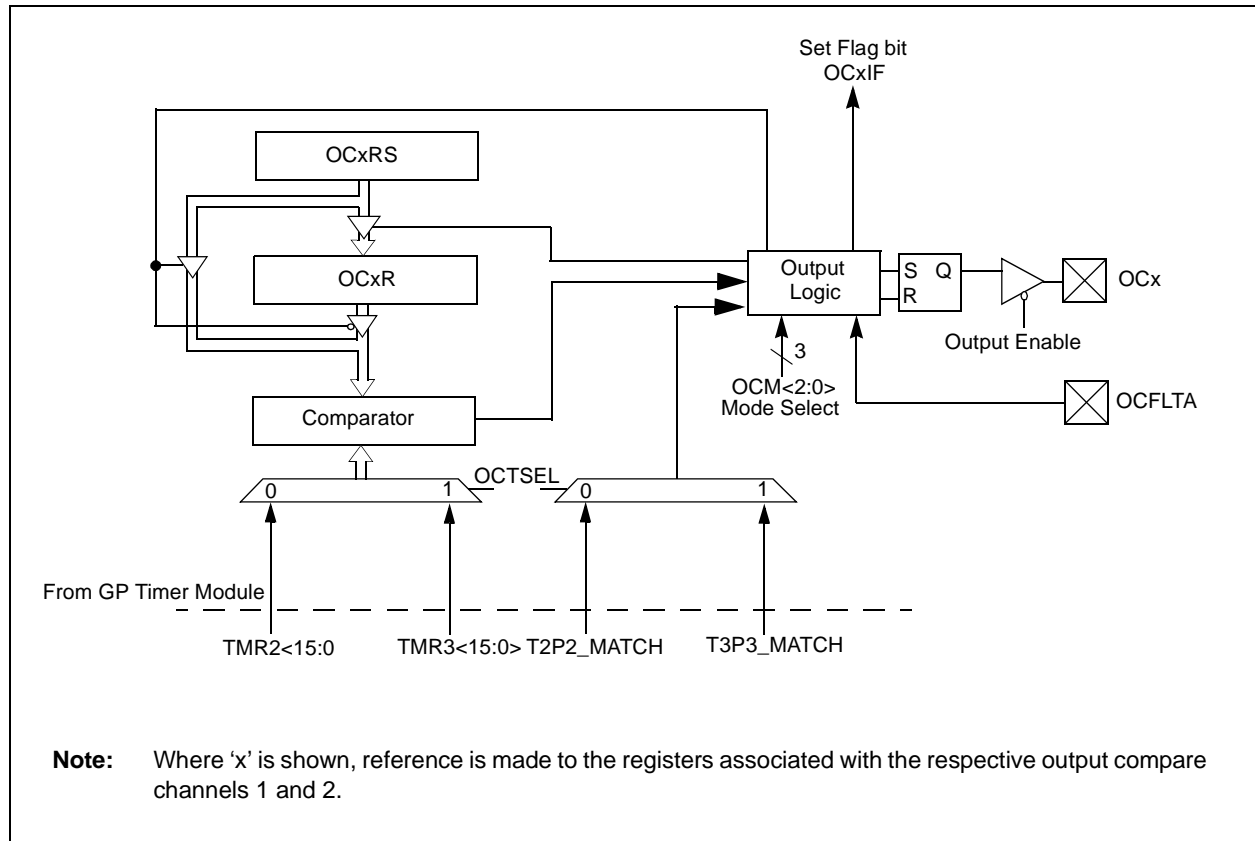 Set Flag bit
OCxIF
OCxRS
OCxR
Output
Logic
S Q
R
OCx
Output Enable
3
OCM<2:0>
Mode Select
OCFLTA
Comparator
OCTSEL
0 1
0 1
From GP Timer Module
TMR2<15:0
TMR3<15:0>
T2P2_MATCH
T3P3_MATCH
Note: Where ‘x’ is shown, reference is made to the registers associated with the respective output compare
channels 1 and 2.